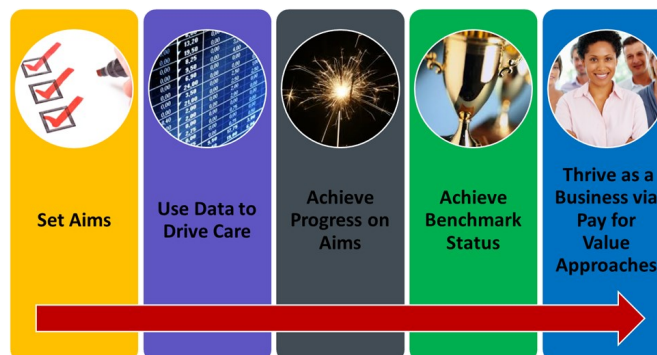 Set Aims
Use Data to
Drive Care
Achieve
Progress on
Aims
Achieve
Benchmark
Status
Thrive as a
Business via
Pay for
Value
Approaches